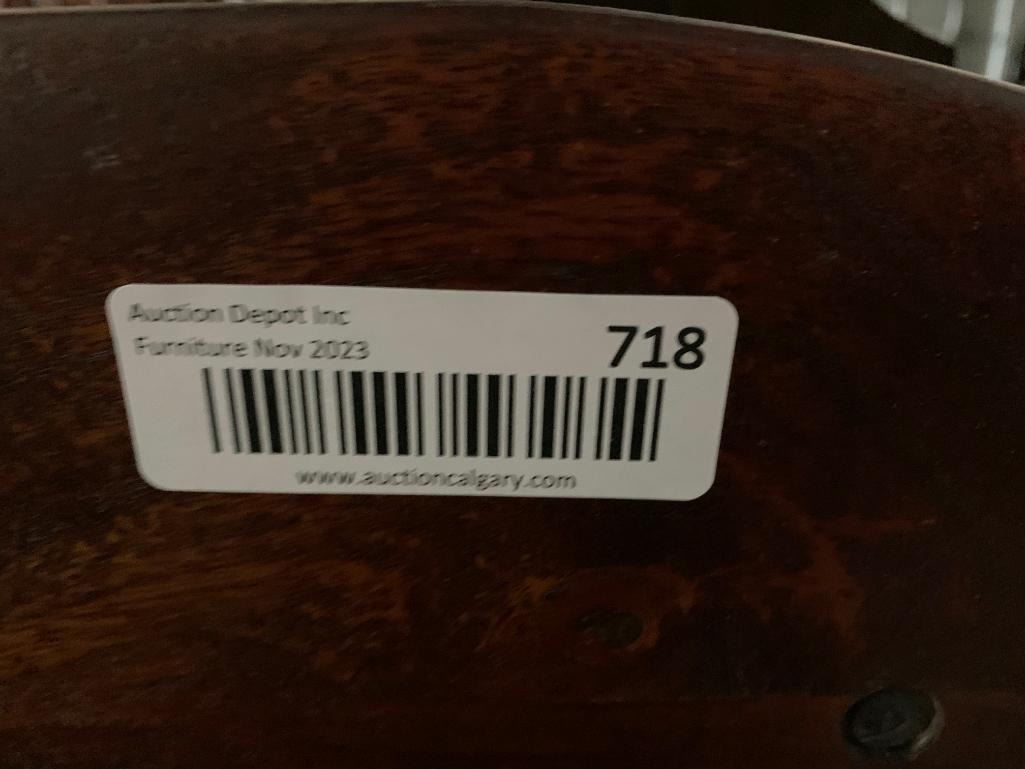 Auction Depot Inc
Furniture Nov 2023
718
www.auctioncalgary.com